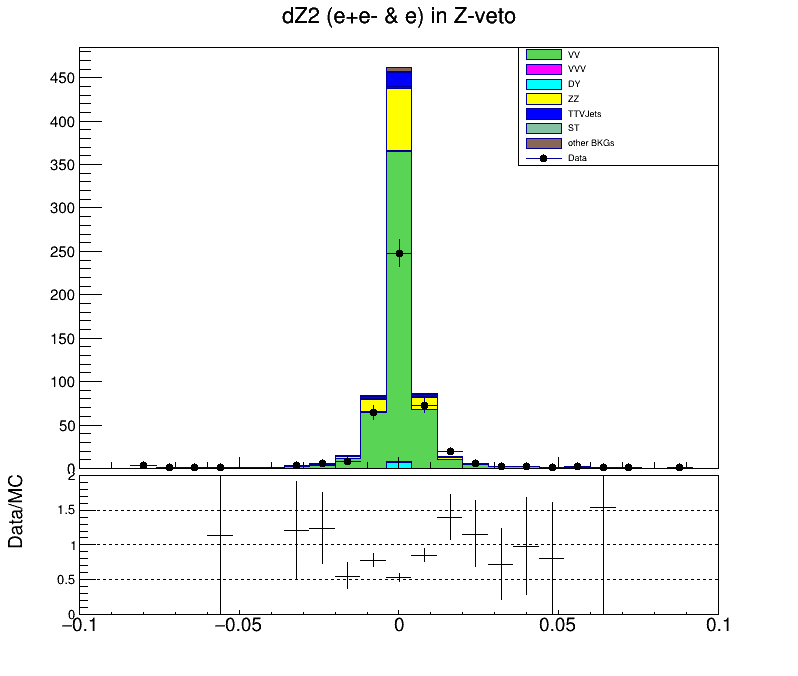 dZ2 (e+e- & e) in Z-veto
VV
VVV
DY
ZZ
TTVJets
ST
other BKGs
Data
450
400
350
300
250
200
150
100
50
0
Data/MC
2
1.5
1
0.5
0
−0.1
−0.05
0
0.05
0.1